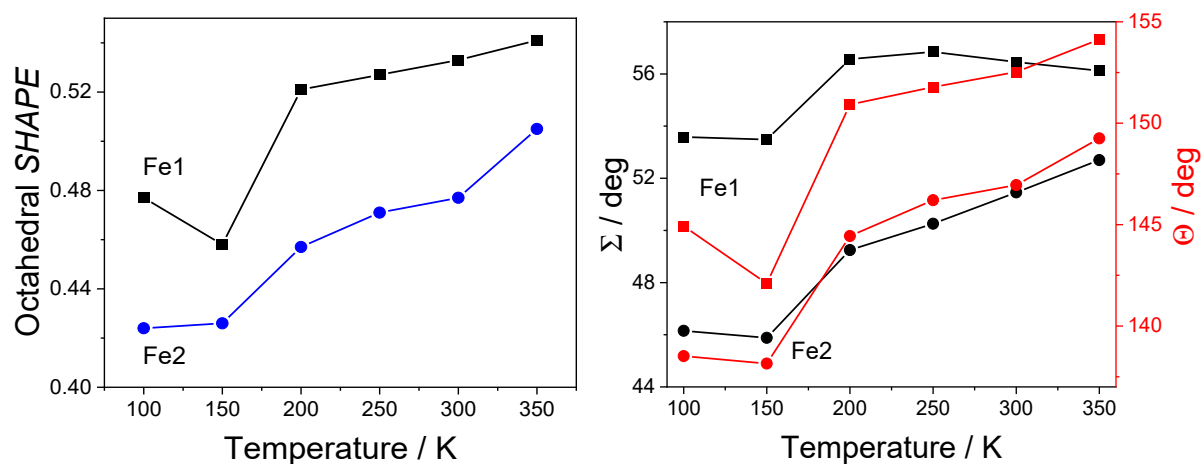 Octahedral SHAPE
0.52
0.48
0.44
0.40
Fe1
Fe2
100 150 200 250 300 350
Temperature / K
Σ / deg
56
52
48
44
Fe1
Fe2
100 150 200 250 300 350
Temperature / K
155
150
145
140
Θ / deg